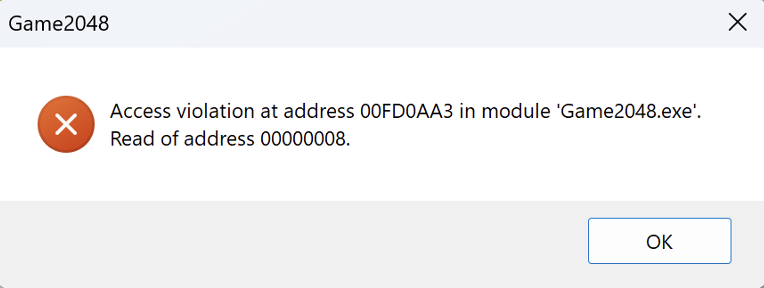 Game2048
Access violation at address 00FD0AA3 in module 'Game2048.exe'.
Read of address 00000008.
OK